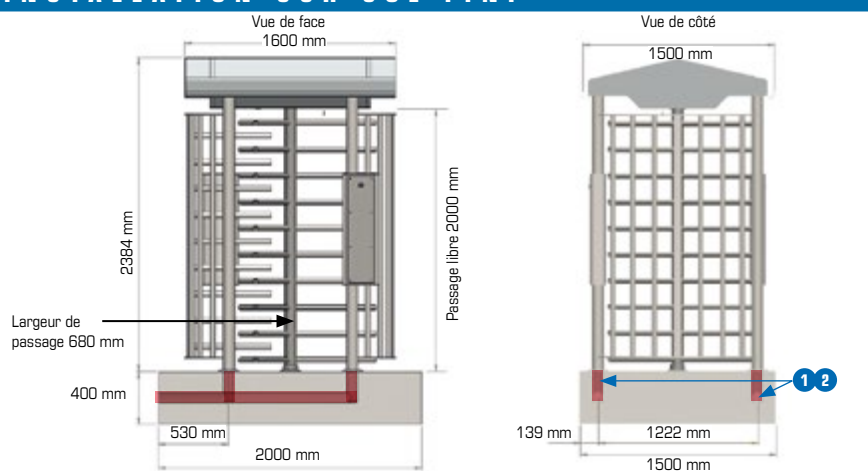 Vue de face
1600 mm
2384 mm
Passage libre 2000 mm
Largeur de
passage 680 mm
400 mm
530 mm
2000 mm
Vue de côté
1500 mm
1 2
139 mm
1222 mm
1500 mm